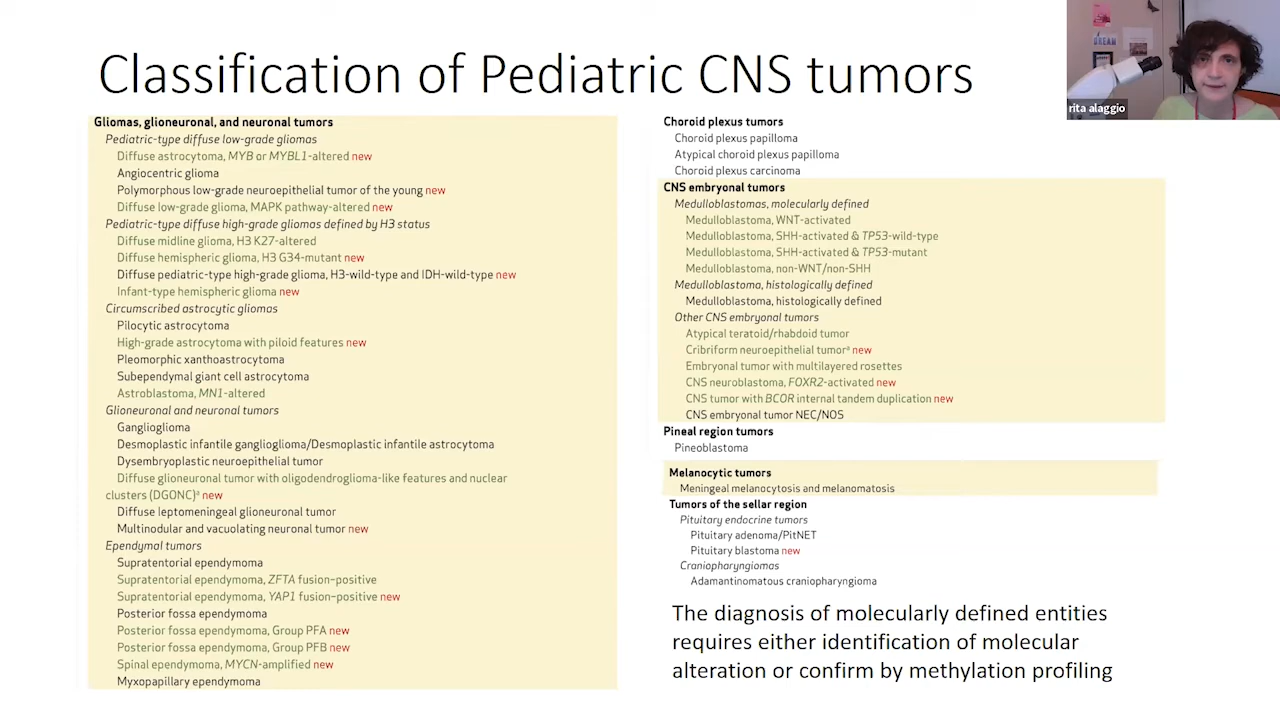 Classification of Pediatric CNS tumors
Gliomas, glioneuronal, and neuronal tumors
Pediatric-type diffuse low-grade gliomas
Diffuse astrocytoma, MYB or MYBL1-altered new
Angiocentric glioma
Polymorphous low-grade neuroepithelial tumor of the young new
Diffuse low-grade glioma, MAPK pathway-altered new
Pediatric-type diffuse high-grade gliomas defined by H3 status
Diffuse midline glioma, H3 K27-altered
Diffuse hemispheric glioma, H3 G34-mutant new
Diffuse pediatric-type high-grade glioma, H3-wild-type and IDH-wild-type new
Infant-type hemispheric glioma new
Circumscribed astrocytic gliomas
Pilocytic astrocytoma
High-grade astrocytoma with piloid features new
Pleomorphic xanthoastrocytoma
Subependymal giant cell astrocytoma
Astroblastoma, MN1-altered
Glioneuronal and neuronal tumors
Ganglioglioma
Desmoplastic infantile ganglioglioma/Desmoplastic infantile astrocytoma
Dysembryoplastic neuroepithelial tumor
Diffuse glioneuronal tumor with oligodendroglioma-like features and nuclear
clusters (DGONC)ᵃ new
Diffuse leptomeningeal glioneuronal tumor
Multinodular and vacuolating neuronal tumor new
Ependymal tumors
Supratentorial ependymoma
Supratentorial ependymoma, ZFTA fusion-positive
Supratentorial ependymoma, YAP1 fusion-positive new
Posterior fossa ependymoma
Posterior fossa ependymoma, Group PFA new
Posterior fossa ependymoma, Group PFB new
Spinal ependymoma, MYCN-amplified new
Myxopapillary ependymoma
Choroid plexus tumors
Choroid plexus papilloma
Atypical choroid plexus papilloma
Choroid plexus carcinoma
CNS embryonal tumors
Medulloblastomas, molecularly defined
Medulloblastoma, WNT-activated
Medulloblastoma, SHH-activated & TP53-wild-type
Medulloblastoma, SHH-activated & TP53-mutant
Medulloblastoma, non-WNT/non-SHH
Medulloblastoma, histologically defined
Medulloblastoma, histologically defined
Other CNS embryonal tumors
Atypical teratoid/rhabdoid tumor
Cribriform neuroepithelial tumorᵃ new
Embryonal tumor with multilayered rosettes
CNS neuroblastoma, FOXR2-activated new
CNS tumor with BCOR internal tandem duplication new
CNS embryonal tumor NEC/NOS
Pineal region tumors
Pineoblastoma
Melanocytic tumors
Meningeal melanocytosis and melanomatosis
Tumors of the sellar region
Pituitary endocrine tumors
Pituitary adenoma/PitNET
Pituitary blastoma new
Craniopharyngiomas
Adamantinomatous craniopharyngioma
The diagnosis of molecularly defined entities
requires either identification of molecular
alteration or confirm by methylation profiling
DREAM
rita alaggio